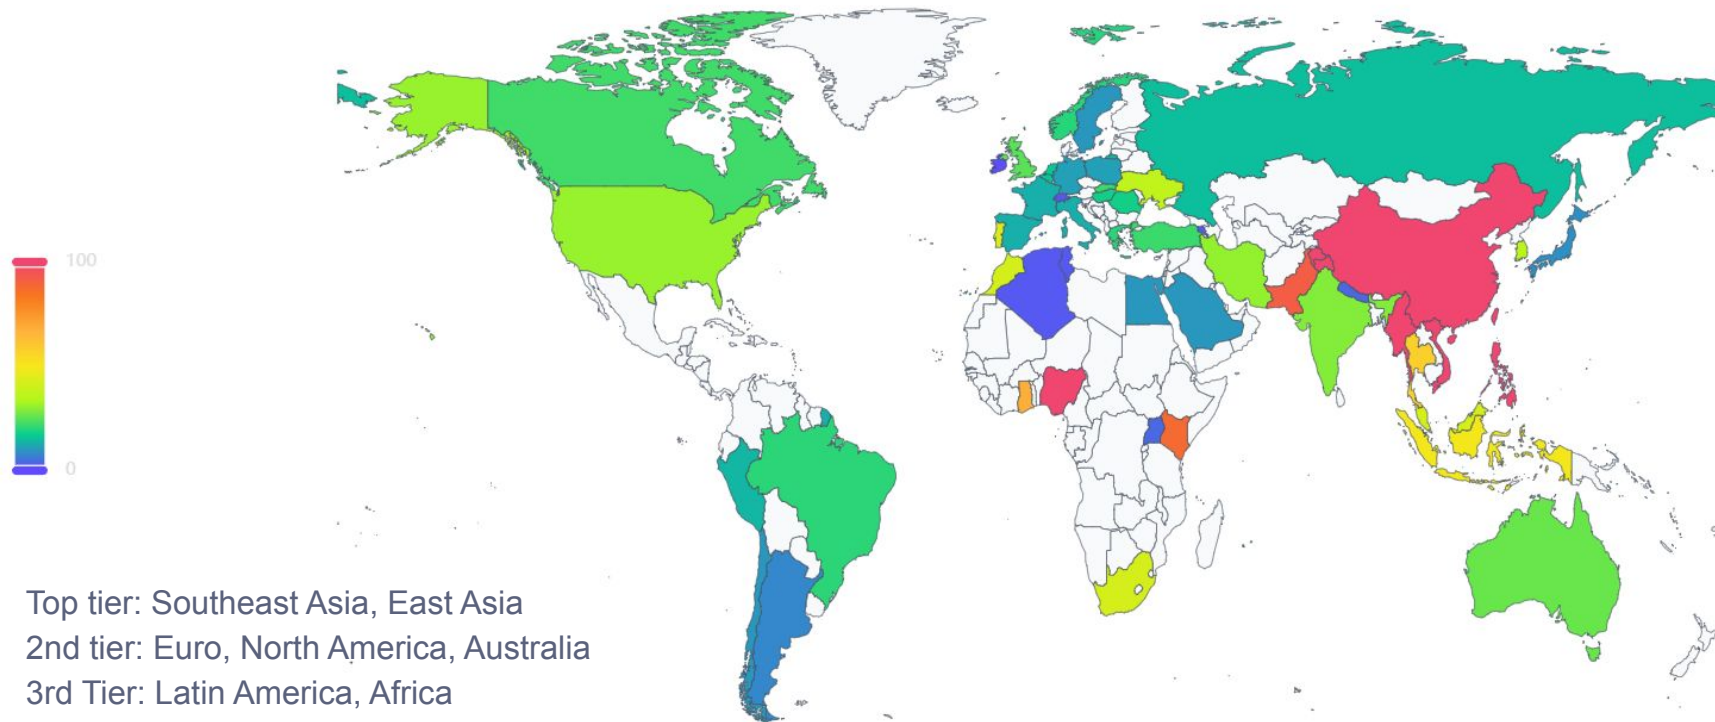 100
0
Top tier: Southeast Asia, East Asia
2nd tier: Euro, North America, Australia
3rd Tier: Latin America, Africa